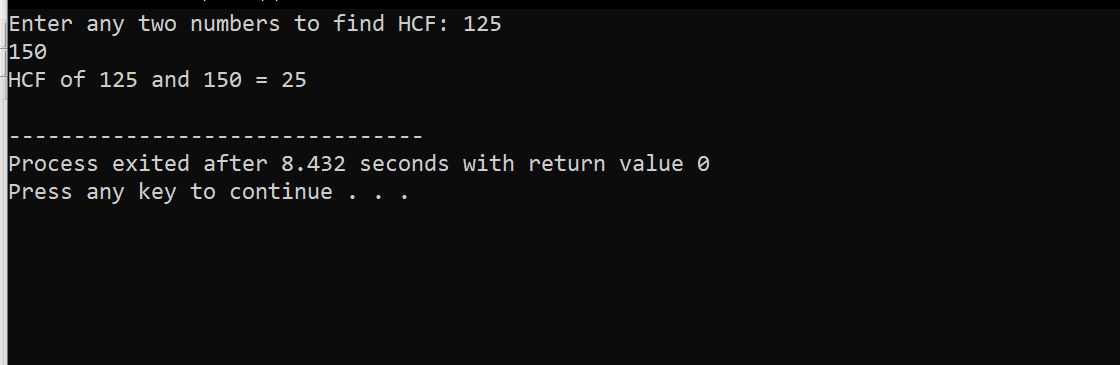 Enter any two numbers to find HCF: 125
150
HCF of 125 and 150 = 25
--------------------------------
Process exited after 8.432 seconds with return value 0
Press any key to continue . . .